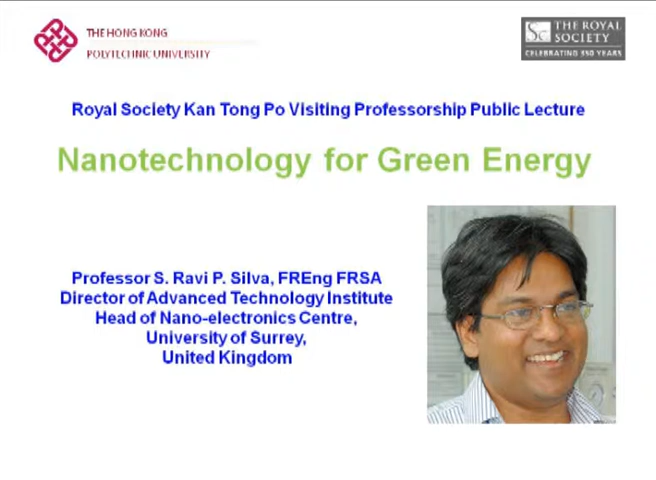 THE HONG KONG
POLYTECHNIC UNIVERSITY
THE ROYAL
SOCIETY
CELEBRATING 350 YEARS
Royal Society Kan Tong Po Visiting Professorship Public Lecture
Nanotechnology for Green Energy
Professor S. Ravi P. Silva, FREng FRSA
Director of Advanced Technology Institute
Head of Nano-electronics Centre,
University of Surrey,
United Kingdom